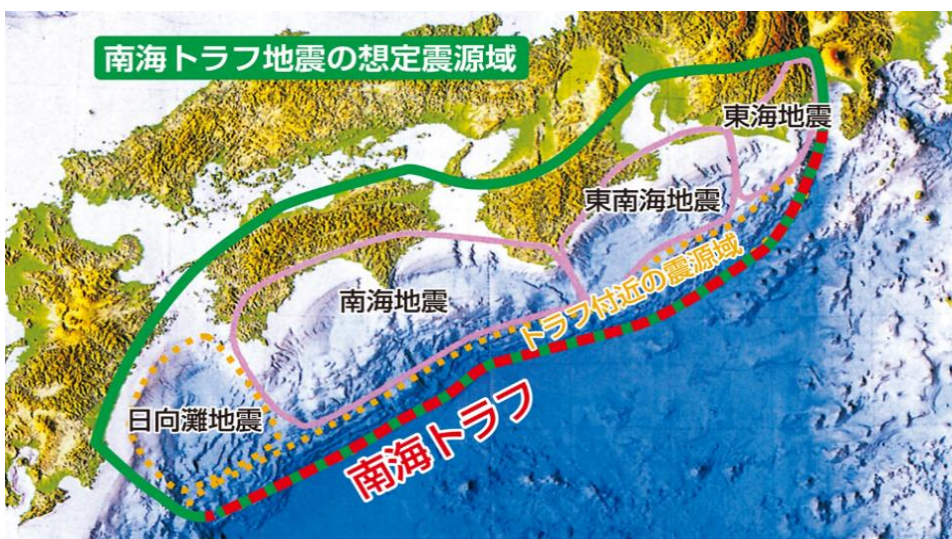 南海トラフ地震の想定震源域
東海地震
東南海地震
トラフ付近の震源域
南海地震
日向灘地震
南海トラフ